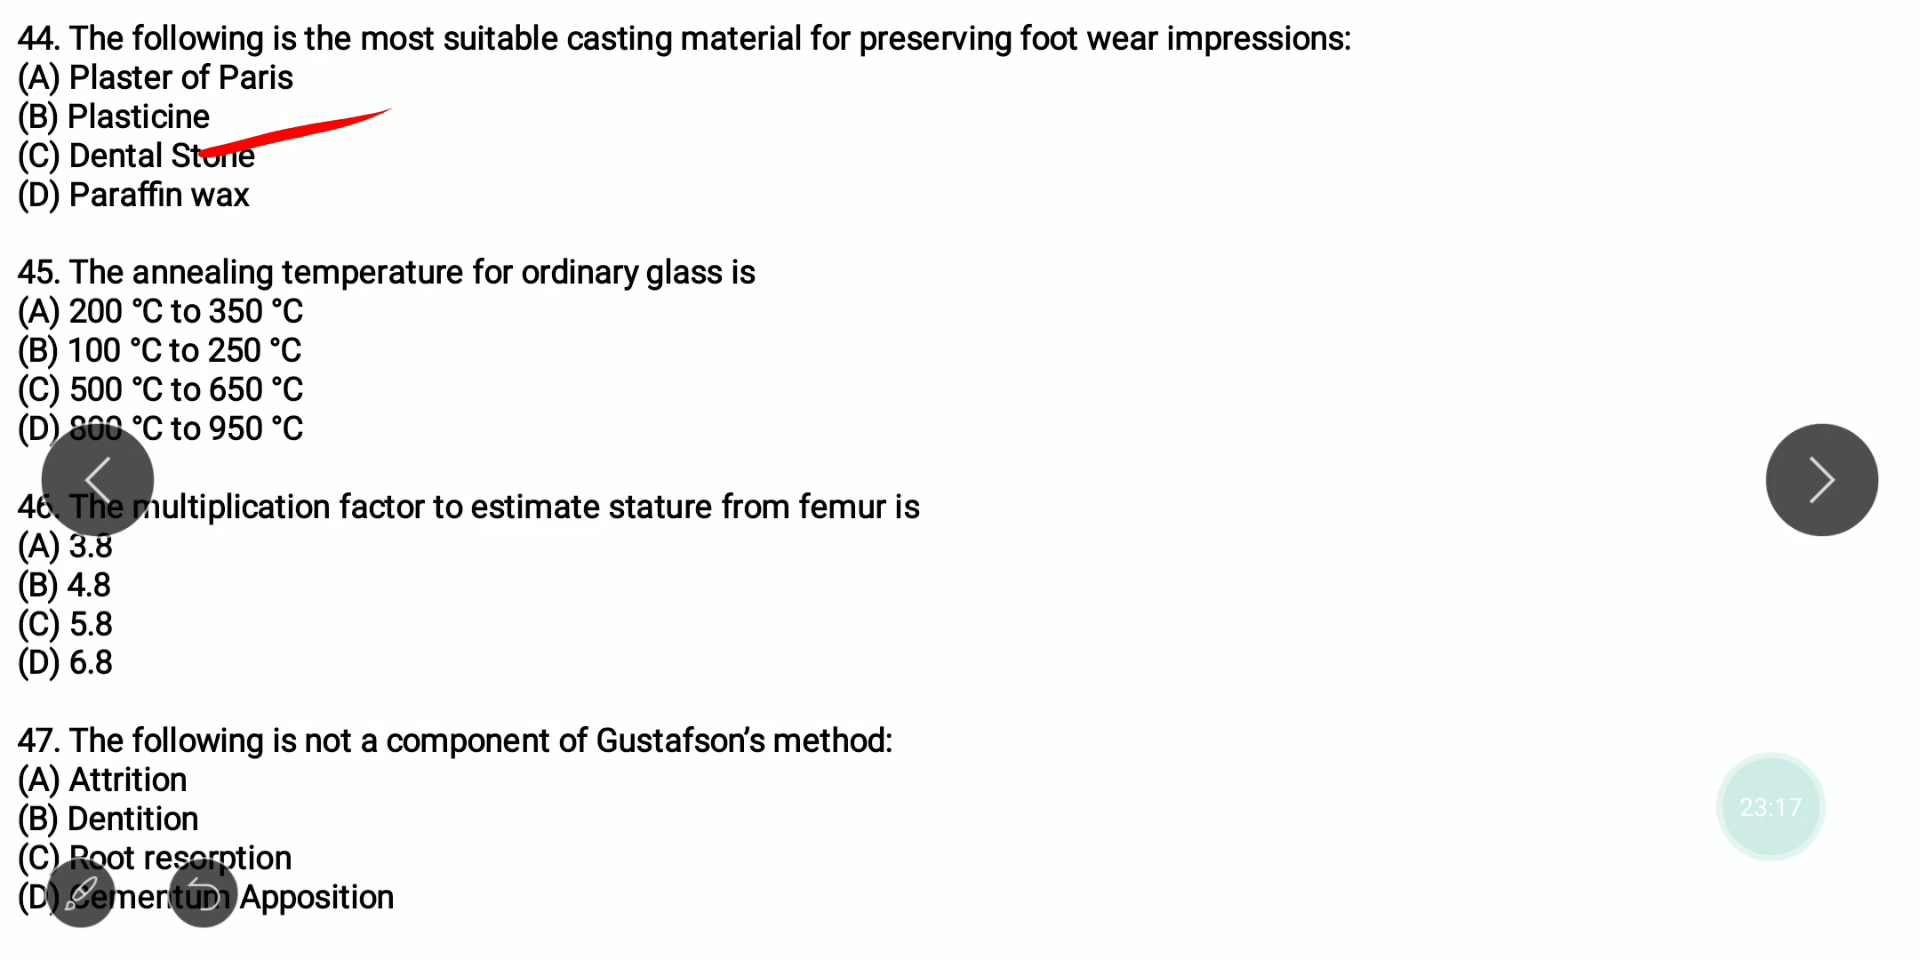 44. The following is the most suitable casting material for preserving foot wear impressions:
(A) Plaster of Paris
(B) Plasticine
(C) Dental Stone
(D) Paraffin wax
45. The annealing temperature for ordinary glass is
(A) 200 °C to 350 °C
(B) 100 °C to 250 °C
(C) 500 °C to 650 °C
(D) 800 °C to 950 °C
46. The multiplication factor to estimate stature from femur is
(A) 3.8
(B) 4.8
(C) 5.8
(D) 6.8
47. The following is not a component of Gustafson’s method:
(A) Attrition
(B) Dentition
(C) Root resorption
(D) Cementum Apposition
23:17